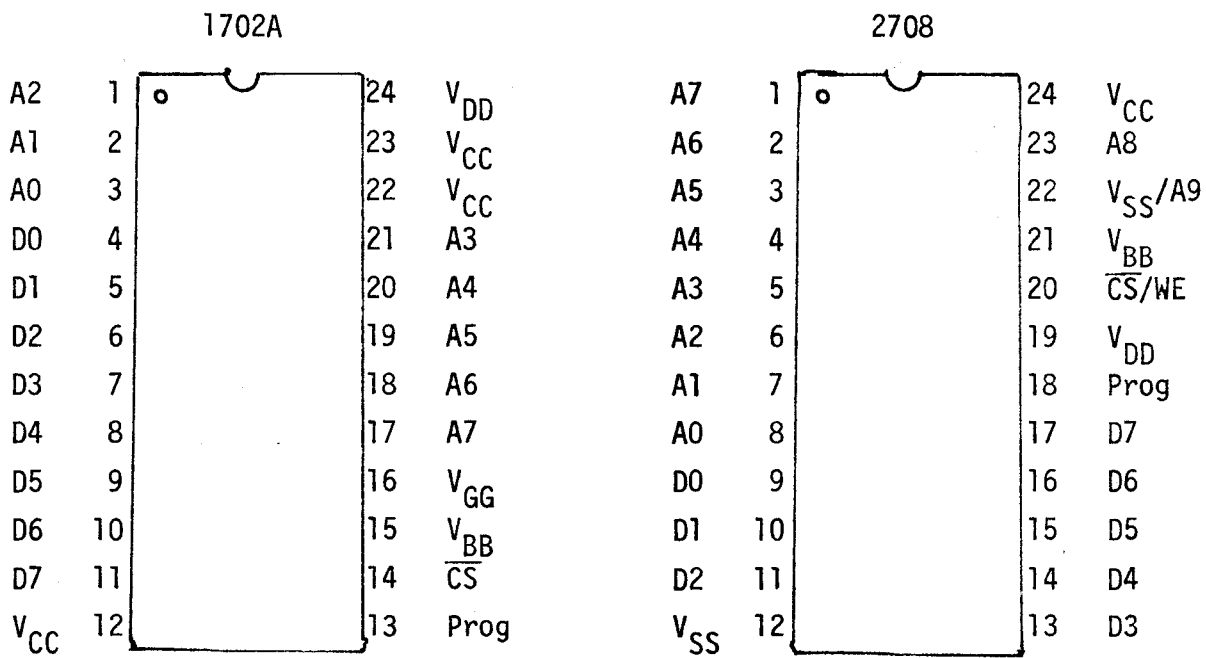 1702A 2708
A2 1 24 VDD A7 1 24 VCC
A1 2 23 VCC A6 2 23 A8
A0 3 22 VCC A5 3 22 VSS/A9
D0 4 21 A3 A4 4 21 VBB
D1 5 20 A4 A3 5 20 C̅S̅/WE
D2 6 19 A5 A2 6 19 VDD
D3 7 18 A6 A1 7 18 Prog
D4 8 17 A7 A0 8 17 D7
D5 9 16 VGG D0 9 16 D6
D6 10 15 VBB D1 10 15 D5
D7 11 14 C̅S̅ D2 11 14 D4
VCC 12 13 Prog VSS 12 13 D3